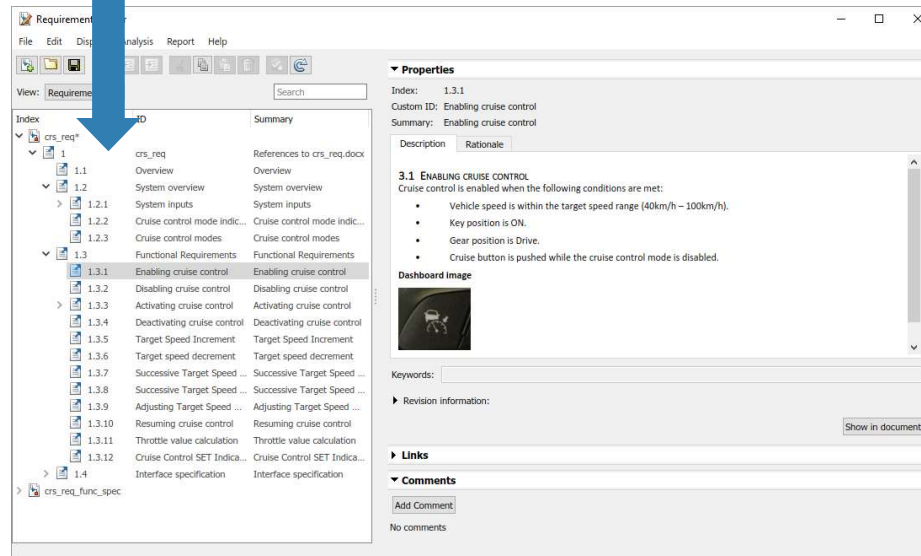 Requirement
File Edit Analysis Report Help
View: Search
Index ID Summary
crs_req*
1 crs_req References to crs_req.docx
1.1 Overview Overview
1.2 System overview System overview
1.2.1 System inputs System inputs
1.2.2 Cruise control mode indic... Cruise control mode indic...
1.2.3 Cruise control modes Cruise control modes
1.3 Functional Requirements Functional Requirements
1.3.1 Enabling cruise control Enabling cruise control
1.3.2 Disabling cruise control Disabling cruise control
1.3.3 Activating cruise control Activating cruise control
1.3.4 Deactivating cruise control Deactivating cruise control
1.3.5 Target Speed Increment Target Speed Increment
1.3.6 Target speed decrement Target speed decrement
1.3.7 Successive Target Speed ... Successive Target Speed ...
1.3.8 Successive Target Speed ... Successive Target Speed ...
1.3.9 Adjusting Target Speed ... Adjusting Target Speed ...
1.3.10 Resuming cruise control Resuming cruise control
1.3.11 Throttle value calculation Throttle value calculation
1.3.12 Cruise Control SET Indica... Cruise Control SET Indica...
1.4 Interface specification Interface specification
crs_req_func_spec
Properties
Index: 1.3.1
Custom ID: Enabling cruise control
Summary: Enabling cruise control
Description Rationale
3.1 ENABLING CRUISE CONTROL
Cruise control is enabled when the following conditions are met:
• Vehicle speed is within the target speed range (40km/h – 100km/h).
• Key position is ON.
• Gear position is Drive.
• Cruise button is pushed while the cruise control mode is disabled.
Dashboard image
Keywords:
Revision information:
Show in document
Links
Comments
Add Comment
No comments